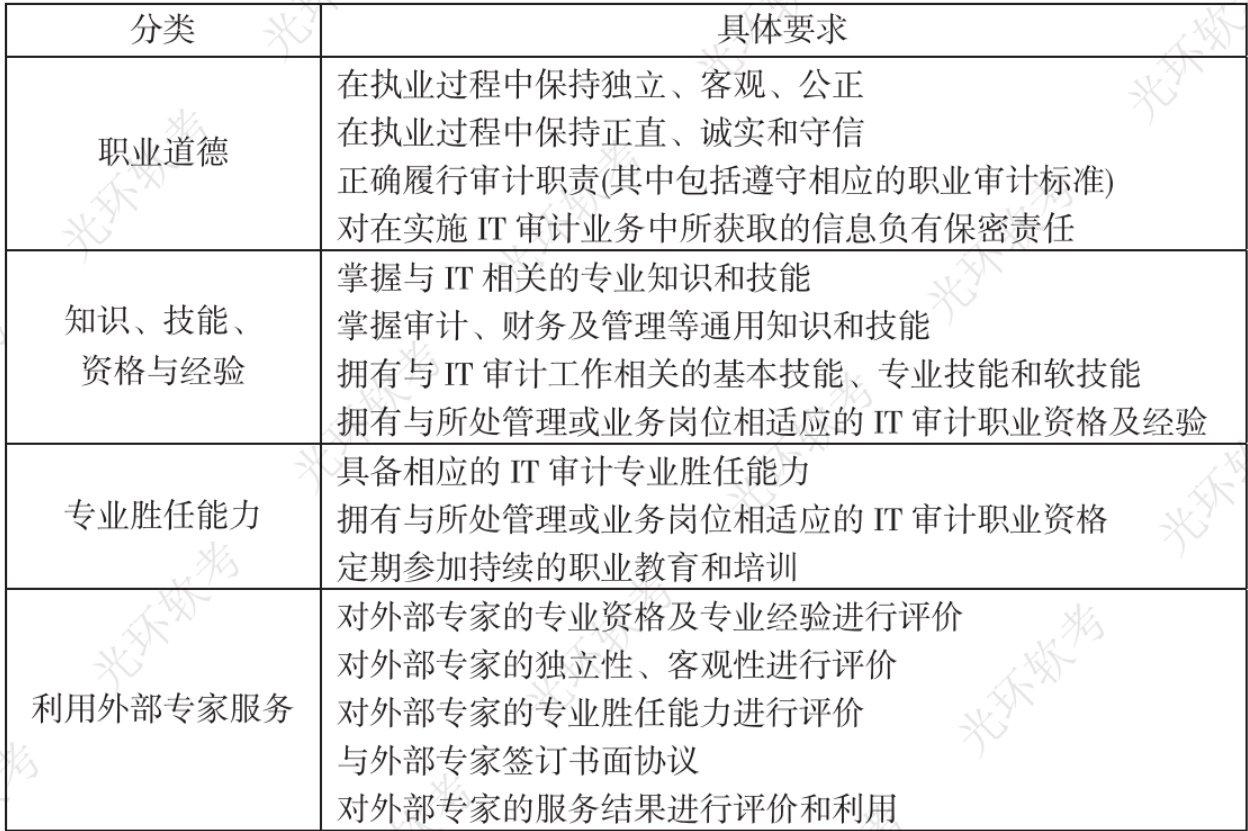 分类
具体要求
职业道德
在执业过程中保持独立、客观、公正
在执业过程中保持正直、诚实和守信
正确履行审计职责(其中包括遵守相应的职业审计标准)
对在实施 IT 审计业务中所获取的信息负有保密责任
知识、技能、
资格与经验
掌握与 IT 相关的专业知识和技能
掌握审计、财务及管理等通用知识和技能
拥有与 IT 审计工作相关的基本技能、专业技能和软技能
拥有与所处管理或业务岗位相适应的 IT 审计职业资格及经验
专业胜任能力
具备相应的 IT 审计专业胜任能力
拥有与所处管理或业务岗位相适应的 IT 审计职业资格
定期参加持续的职业教育和培训
利用外部专家服务
对外部专家的专业资格及专业经验进行评价
对外部专家的独立性、客观性进行评价
对外部专家的专业胜任能力进行评价
与外部专家签订书面协议
对外部专家的服务结果进行评价和利用
光环软考